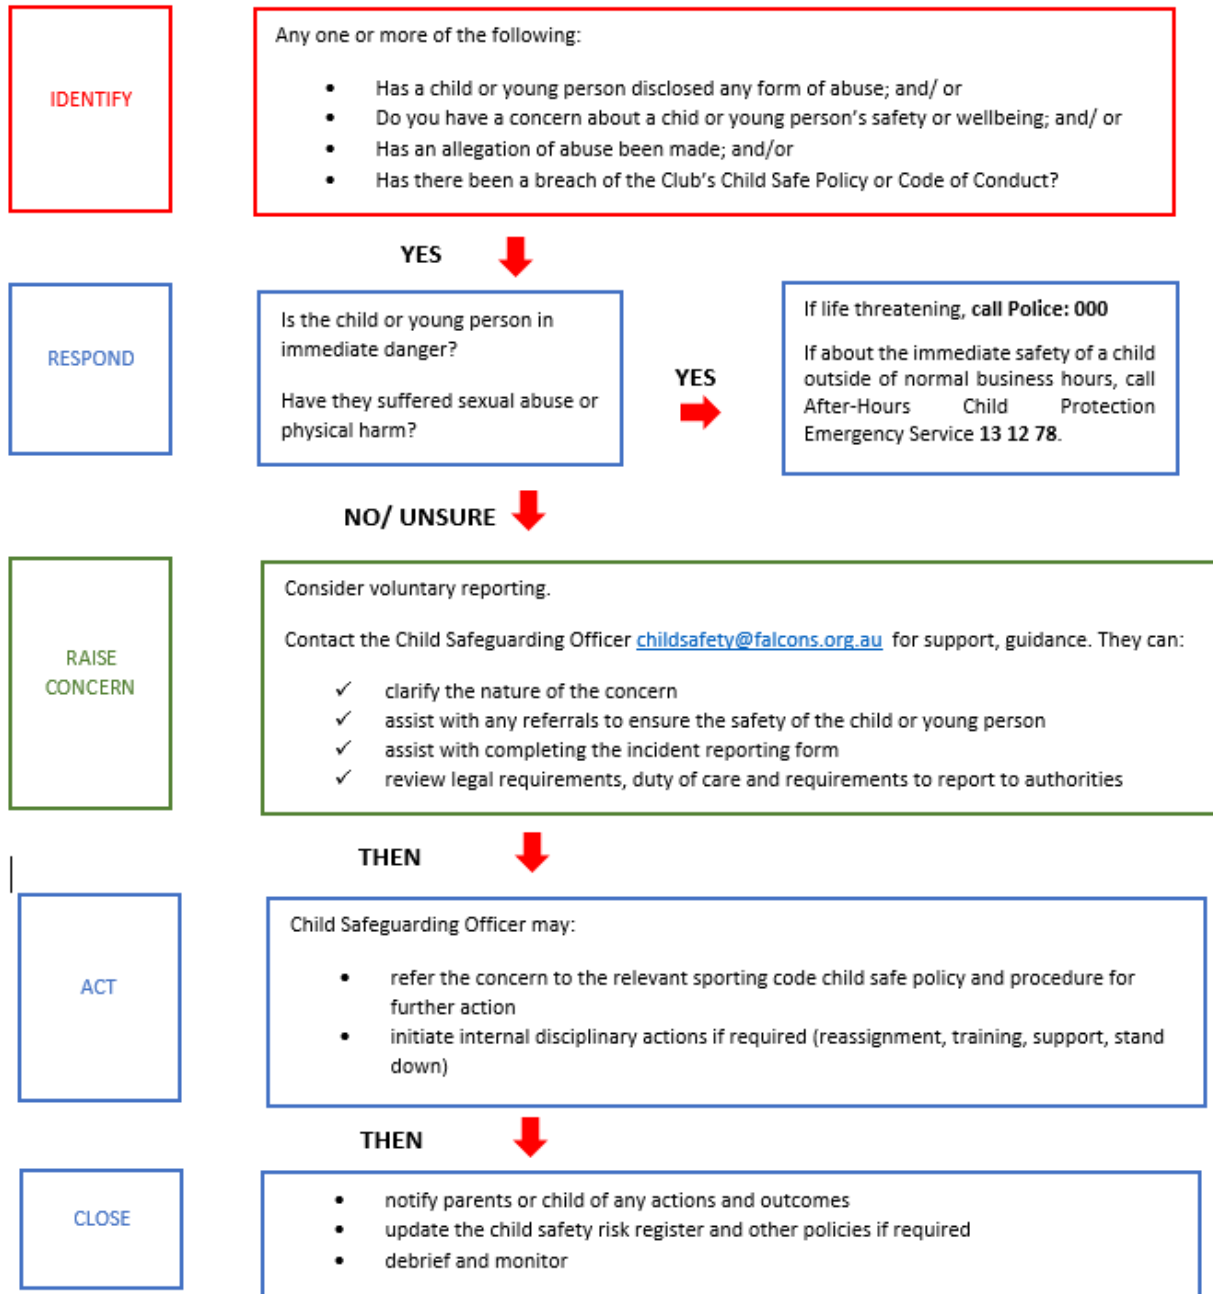 IDENTIFY
Any one or more of the following:
• Has a child or young person disclosed any form of abuse; and/ or
• Do you have a concern about a chid or young person's safety or wellbeing; and/ or
• Has an allegation of abuse been made; and/or
• Has there been a breach of the Club's Child Safe Policy or Code of Conduct?
YES
RESPOND
Is the child or young person in
immediate danger?
Have they suffered sexual abuse or
physical harm?
YES
If life threatening, call Police: 000
If about the immediate safety of a child
outside of normal business hours, call
After-Hours Child Protection
Emergency Service 13 12 78.
NO/ UNSURE
RAISE
CONCERN
Consider voluntary reporting.
Contact the Child Safeguarding Officer childsafety@falcons.org.au for support, guidance. They can:
✓ clarify the nature of the concern
✓ assist with any referrals to ensure the safety of the child or young person
✓ assist with completing the incident reporting form
✓ review legal requirements, duty of care and requirements to report to authorities
THEN
ACT
Child Safeguarding Officer may:
• refer the concern to the relevant sporting code child safe policy and procedure for
further action
• initiate internal disciplinary actions if required (reassignment, training, support, stand
down)
THEN
CLOSE
• notify parents or child of any actions and outcomes
• update the child safety risk register and other policies if required
• debrief and monitor